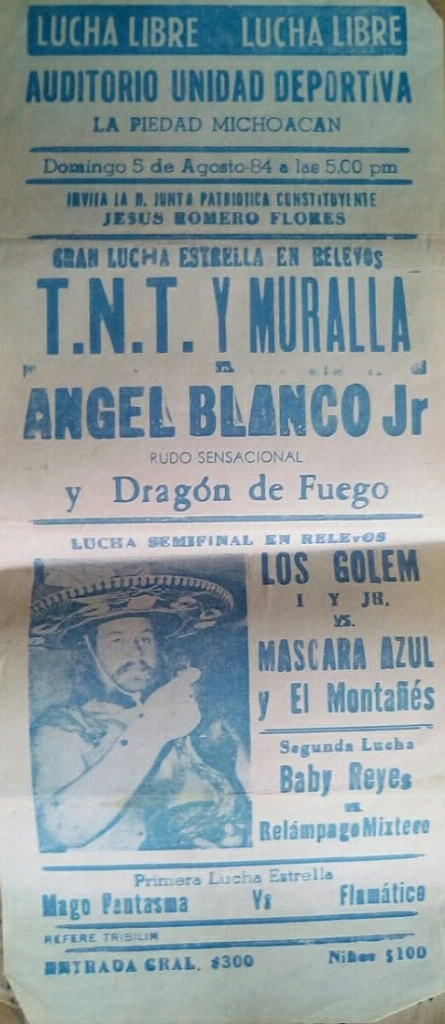 LUCHA LIBRE LUCHA LIBRE
AUDITORIO UNIDAD DEPORTIVA
LA PIEDAD MICHOACAN
Domingo 5 de Agosto-84 a las 5.00 pm
INVITA LA H. JUNTA PATRIOTICA CONSTITUYENTE
JESUS ROMERO FLORES
GRAN LUCHA ESTRELLA EN RELEVOS
T.N.T. Y MURALLA
vs.
ANGEL BLANCO Jr
RUDO SENSACIONAL
y Dragón de Fuego
LUCHA SEMIFINAL EN RELEVOS
LOS GOLEM
I Y JR.
vs.
MASCARA AZUL
y El Montañés
Segunda Lucha
Baby Reyes
vs.
Relámpago Mixteco
Primera Lucha Estrella
Mago Fantasma Vs Flamático
REFERE TRIBILIN
ENTRADA GRAL. $300 Niños $100